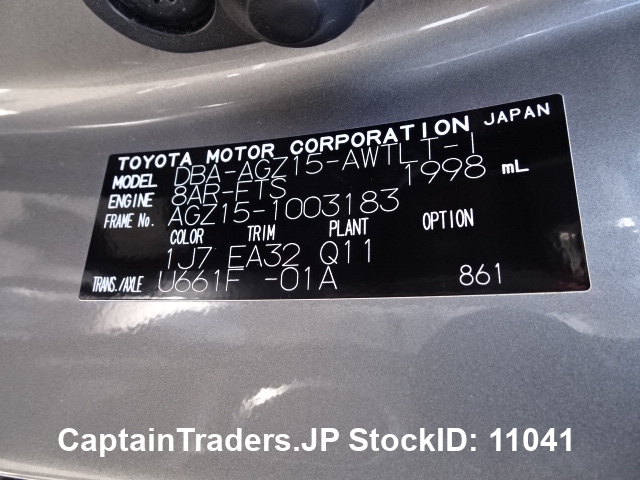 TOYOTA MOTOR CORPORATION JAPAN
MODEL DBA-AGZ15-AWTLT-1
ENGINE 8AR-FTS 1998 mL
FRAME No. AGZ15-1003183
COLOR TRIM PLANT OPTION
1J7 EA32 Q11
TRANS./AXLE U661F -01A 861
CaptainTraders.JP StockID: 11041